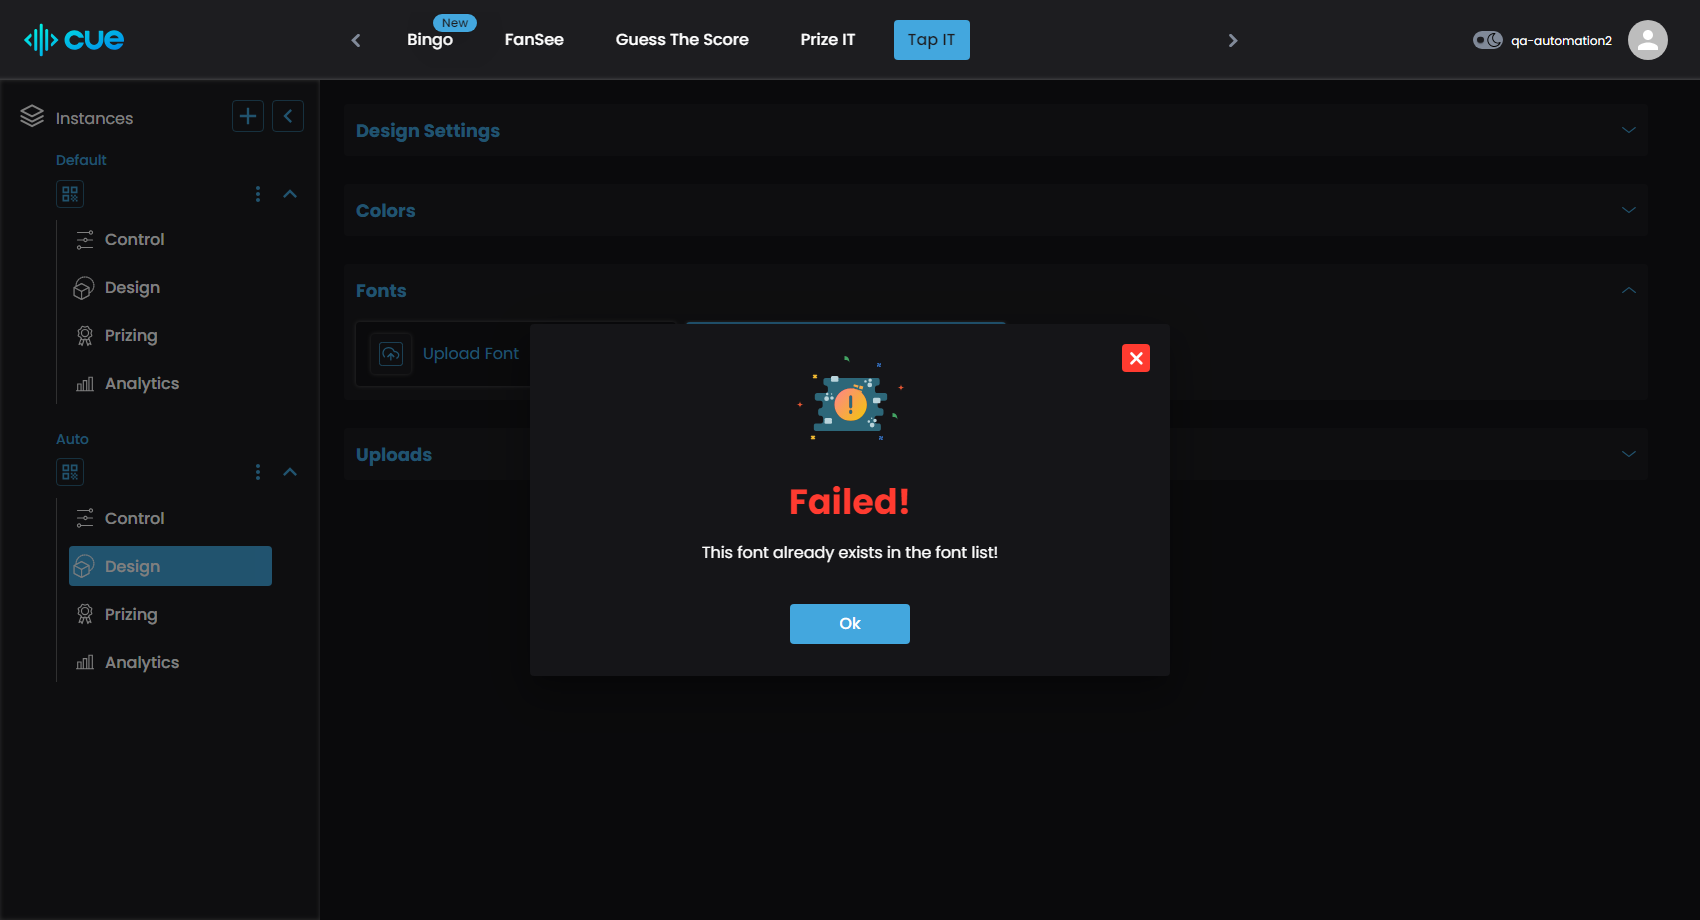 cue
New
Bingo
FanSee
Guess The Score
Prize IT
Tap IT
qa-automation2
Instances
Default
Control
Design
Prizing
Analytics
Auto
Control
Design
Prizing
Analytics
Design Settings
Colors
Fonts
Upload Font
Uploads
Failed!
This font already exists in the font list!
Ok